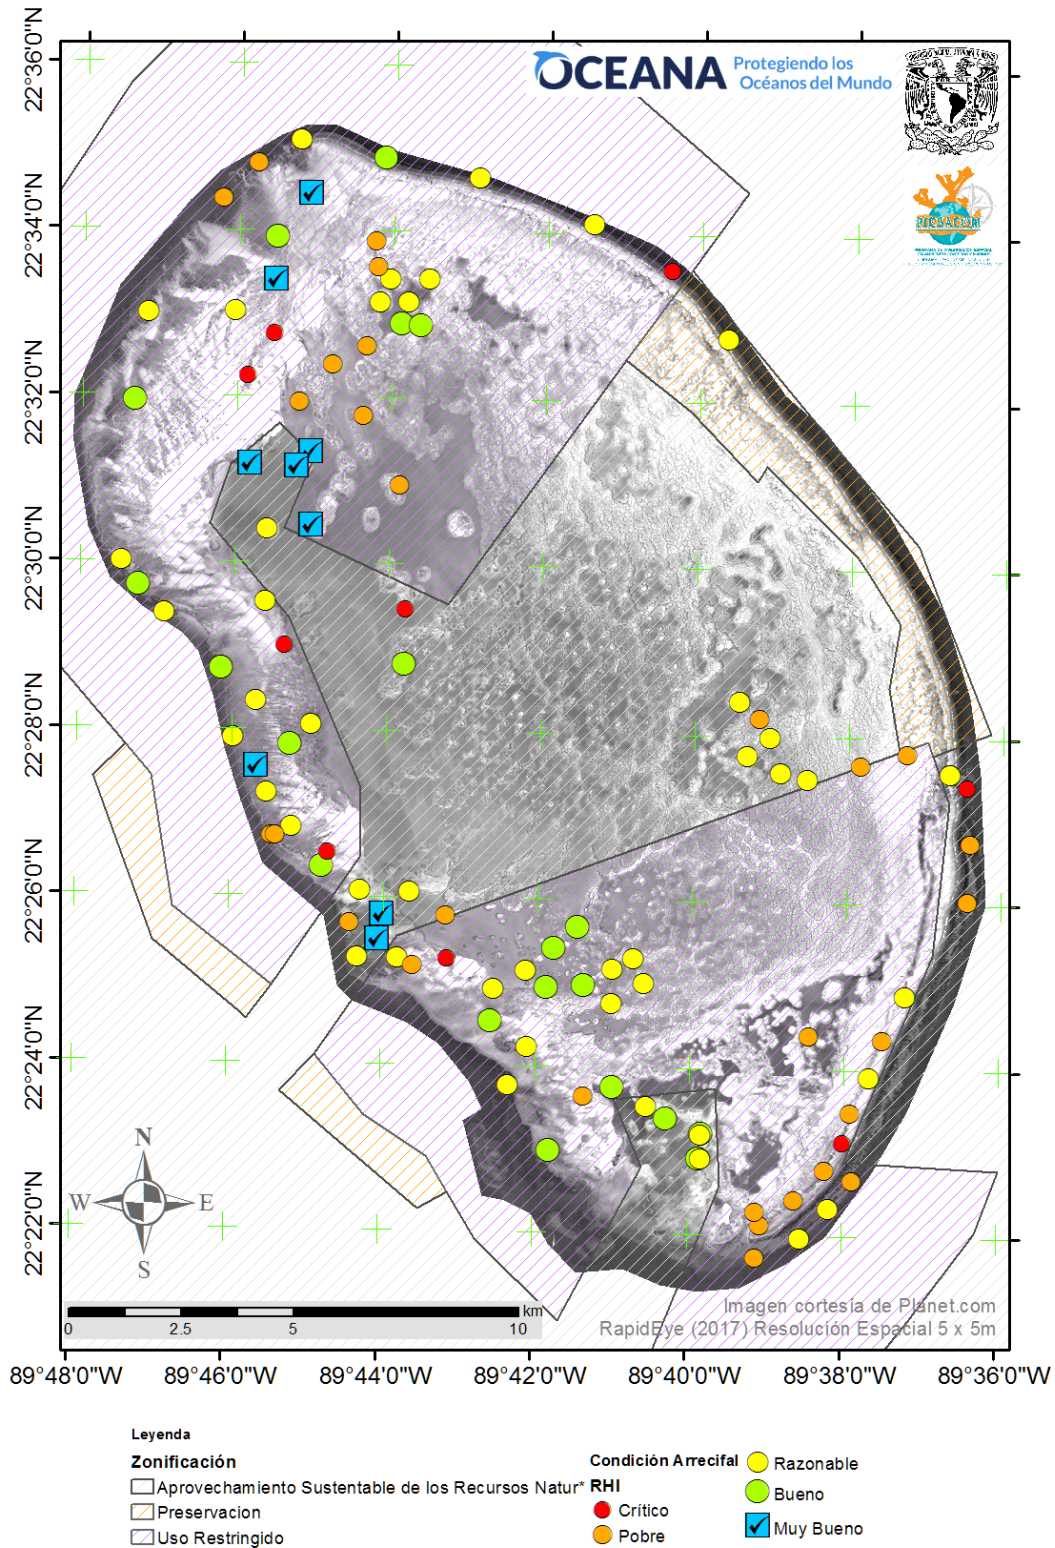 OCEANA Protegiendo los
Océanos del Mundo
22°36'0"N
22°34'0"N
22°32'0"N
22°30'0"N
22°28'0"N
22°26'0"N
22°24'0"N
22°22'0"N
N
W E
S
km
0 2.5 5 10
Imagen cortesía de Planet.com
RapidEye (2017) Resolución Espacial 5 x 5m
89°48'0"W 89°46'0"W 89°44'0"W 89°42'0"W 89°40'0"W 89°38'0"W 89°36'0"W
Leyenda
Zonificación
Aprovechamiento Sustentable de los Recursos Natur*
Preservacion
Uso Restringido
Condición Arrecifal
RHI
Crítico
Pobre
Razonable
Bueno
Muy Bueno